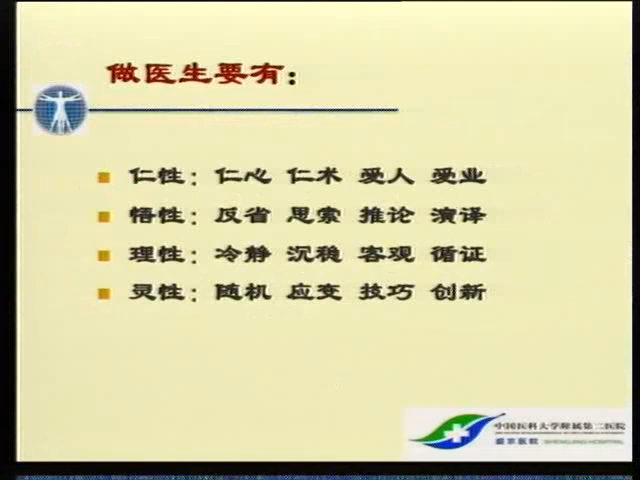 做医生要有：
仁性：仁心 仁术 爱人 爱业
悟性：反省 思索 推论 演译
理性：冷静 沉稳 客观 循证
灵性：随机 应变 技巧 创新
中国医科大学附属第二医院
盛京医院 SHENGJING HOSPITAL